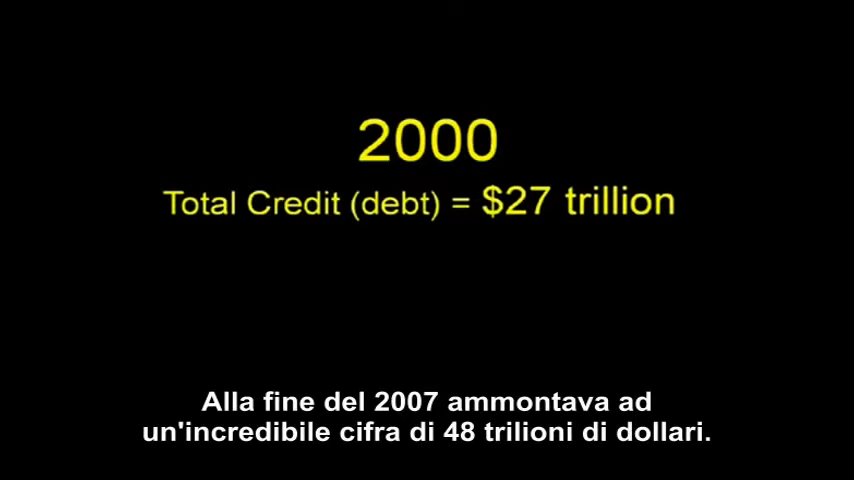 2000
Total Credit (debt) = $27 trillion
Alla fine del 2007 ammontava ad
un'incredibile cifra di 48 trilioni di dollari.